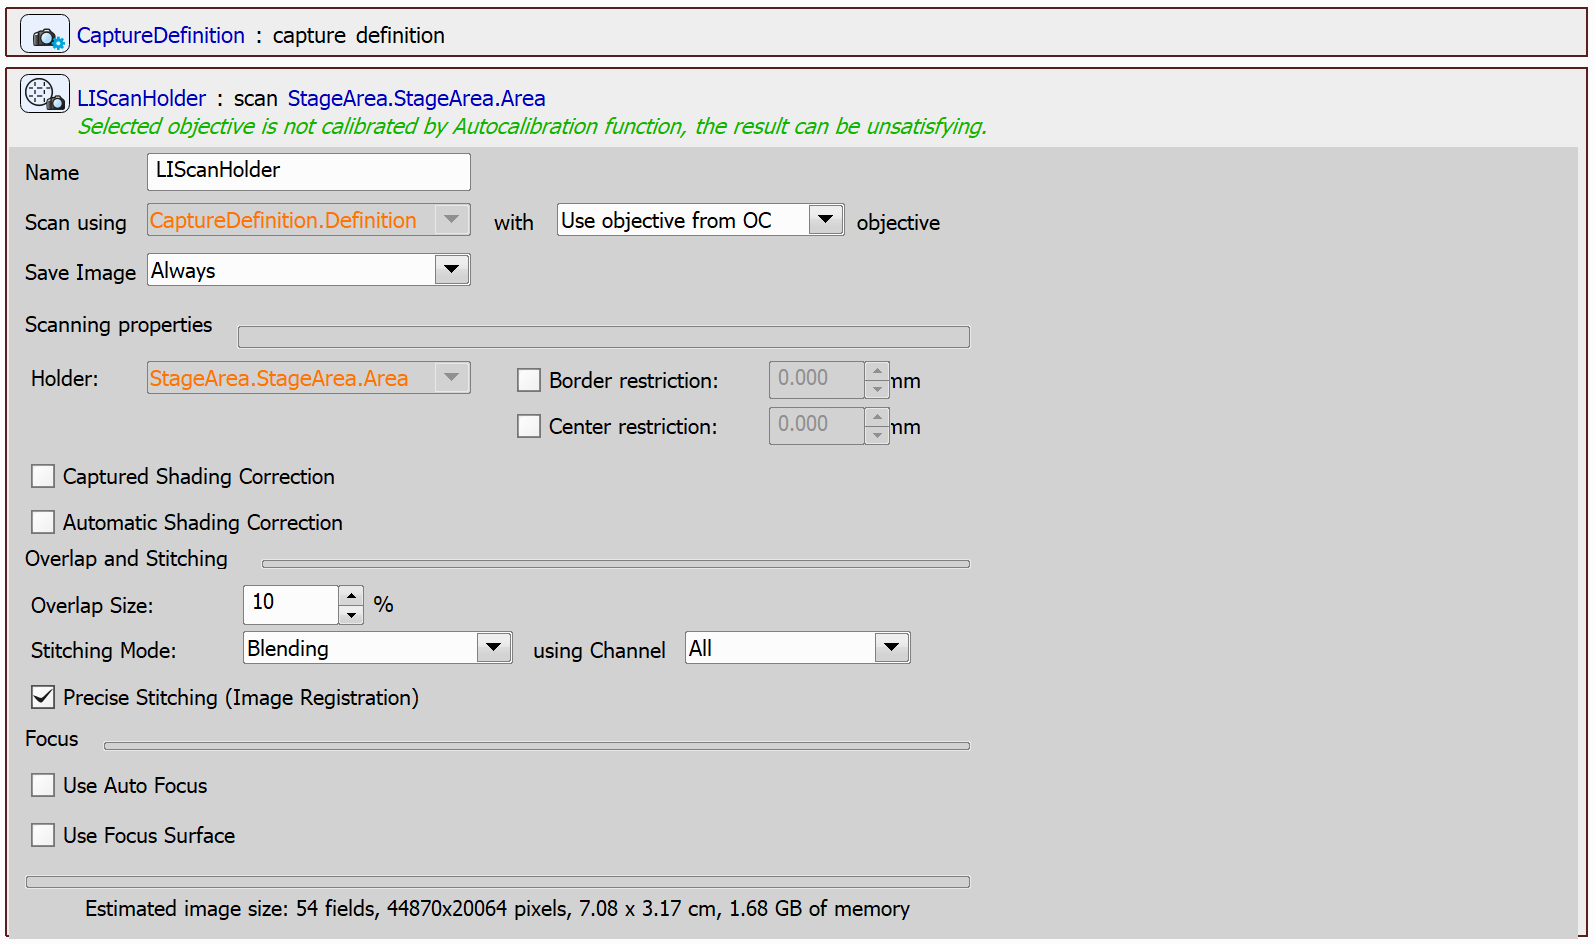 CaptureDefinition : capture definition
LIScanHolder : scan StageArea.StageArea.Area
Selected objective is not calibrated by Autocalibration function, the result can be unsatisfying.
Name LIScanHolder
Scan using CaptureDefinition.Definition with Use objective from OC objective
Save Image Always
Scanning properties
Holder: StageArea.StageArea.Area Border restriction: 0.000 mm
Center restriction: 0.000 mm
Captured Shading Correction
Automatic Shading Correction
Overlap and Stitching
Overlap Size: 10 %
Stitching Mode: Blending using Channel All
Precise Stitching (Image Registration)
Focus
Use Auto Focus
Use Focus Surface
Estimated image size: 54 fields, 44870x20064 pixels, 7.08 x 3.17 cm, 1.68 GB of memory